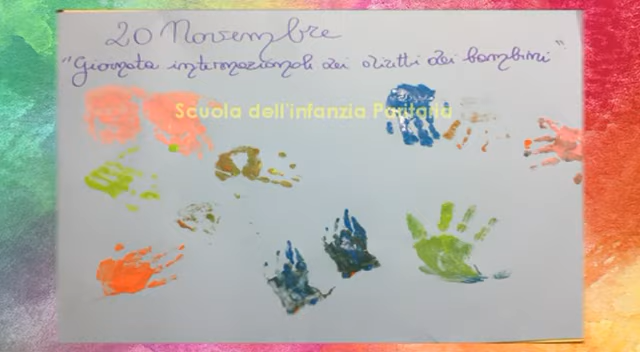 20 Novembre
"Giornata internazionale dei diritti dei bambini"
Scuola dell'infanzia Paritaria